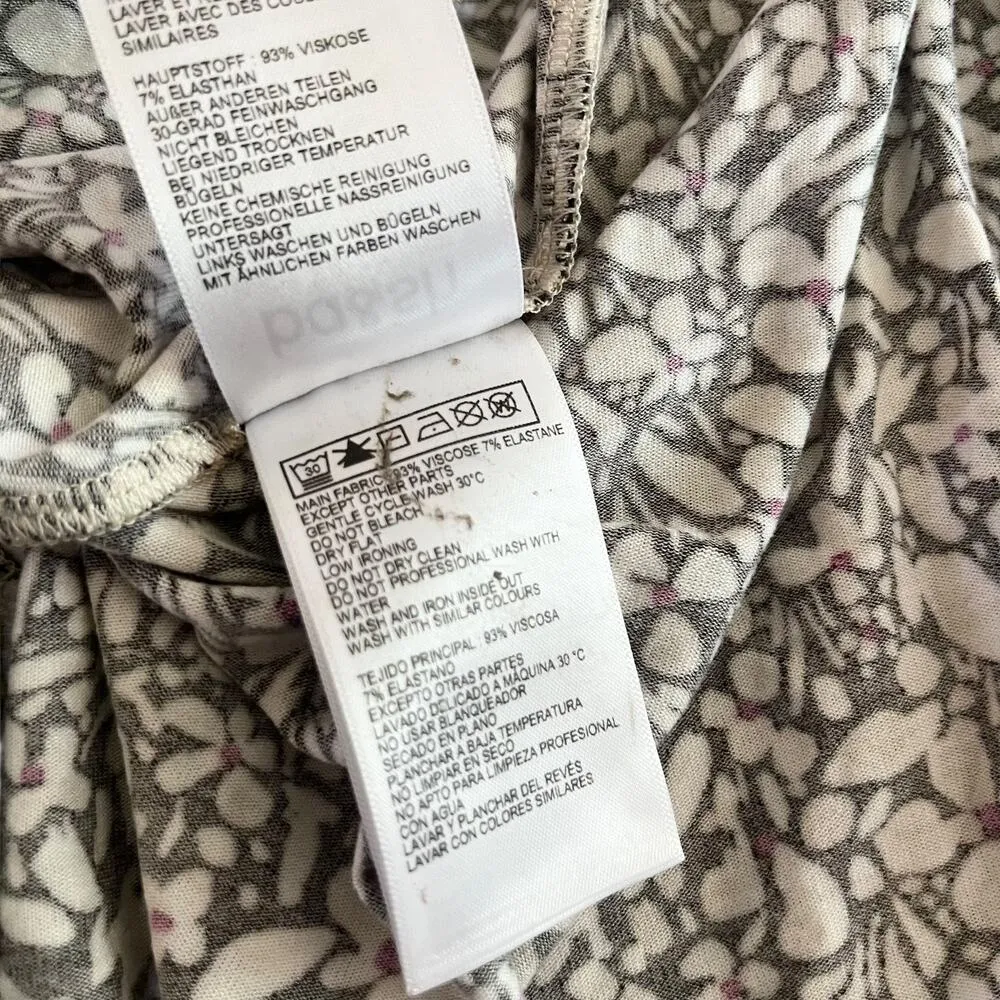 LAVER AVEC DES
SIMILAIRES
HAUPTSTOFF : 93% VISKOSE
7% ELASTHAN
AUßER ANDEREN TEILEN
30-GRAD FEINWASCHGANG
NICHT BLEICHEN
LIEGEND TROCKNEN
BEI NIEDRIGER TEMPERATUR
BÜGELN
KEINE CHEMISCHE REINIGUNG
PROFESSIONELLE NASSREINIGUNG
UNTERSAGT
LINKS WASCHEN UND BÜGELN
MIT ÄHNLICHEN FARBEN WASCHEN
30
W
MAIN FABRIC : 93% VISCOSE 7% ELASTANE
EXCEPT OTHER PARTS
GENTLE CYCLE WASH 30°C
DO NOT BLEACH
DRY FLAT
LOW IRONING
DO NOT DRY CLEAN
DO NOT PROFESSIONAL WASH WITH
WATER
WASH AND IRON INSIDE OUT
WASH WITH SIMILAR COLOURS
TEJIDO PRINCIPAL : 93% VISCOSA
7% ELASTANO
EXCEPTO OTRAS PARTES
LAVADO DELICADO A MÁQUINA 30 °C
NO USAR BLANQUEADOR
SECADO EN PLANO
PLANCHAR A BAJA TEMPERATURA
NO LIMPIAR EN SECO
NO APTO PARA LIMPIEZA PROFESIONAL
CON AGUA
LAVAR Y PLANCHAR DEL REVÉS
LAVAR CON COLORES SIMILARES